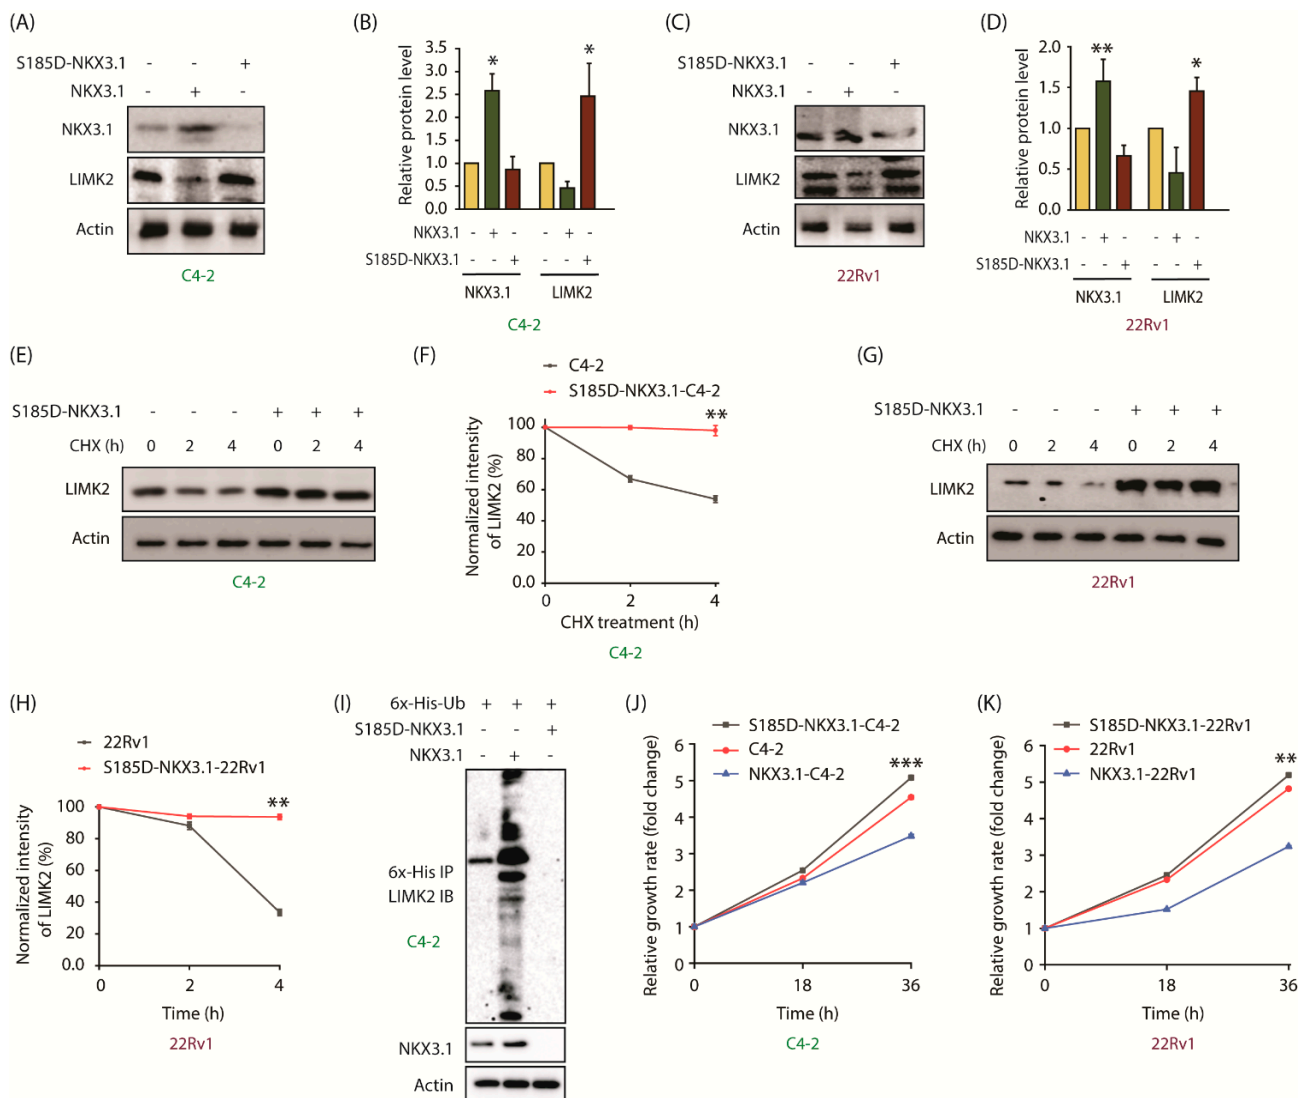 (A)
S185D-NKX3.1 - - +
NKX3.1 - + -
NKX3.1
LIMK2
Actin
C4-2
(B)
Relative protein level
3.5
3.0
2.5
2.0
1.5
1.0
0.5
0.0
* *
NKX3.1 - + - - + -
S185D-NKX3.1 - - + - - +
NKX3.1 LIMK2
C4-2
(C)
S185D-NKX3.1 - - +
NKX3.1 - + -
NKX3.1
LIMK2
Actin
22Rv1
(D)
Relative protein level
2.0
1.5
1.0
0.5
0.0
** *
NKX3.1 - + - - + -
S185D-NKX3.1 - - + - - +
NKX3.1 LIMK2
22Rv1
(E)
S185D-NKX3.1 - - - + + +
CHX (h) 0 2 4 0 2 4
LIMK2
Actin
C4-2
(F)
C4-2
S185D-NKX3.1-C4-2
**
Normalized intensity
of LIMK2 (%)
100
80
60
40
20
0.0
0 2 4
CHX treatment (h)
C4-2
(G)
S185D-NKX3.1 - - - + + +
CHX (h) 0 2 4 0 2 4
LIMK2
Actin
22Rv1
(H)
22Rv1
S185D-NKX3.1-22Rv1
**
Normalized intensity
of LIMK2 (%)
100
80
60
40
20
0.0
0 2 4
Time (h)
22Rv1
(I)
6x-His-Ub + + +
S185D-NKX3.1 - - +
NKX3.1 - + -
6x-His IP
LIMK2 IB
C4-2
NKX3.1
Actin
(J)
S185D-NKX3.1-C4-2
C4-2
NKX3.1-C4-2
***
Relative growth rate (fold change)
6
5
4
3
2
1
0
0 18 36
Time (h)
C4-2
(K)
S185D-NKX3.1-22Rv1
22Rv1
NKX3.1-22Rv1
**
Relative growth rate (fold change)
6
5
4
3
2
1
0
0 18 36
Time (h)
22Rv1